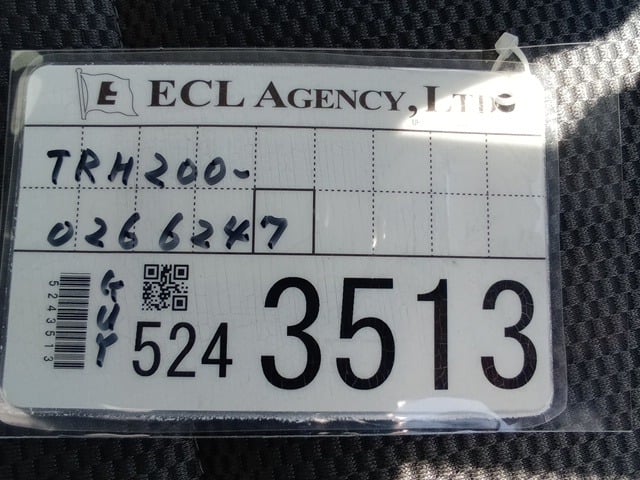 E ECL AGENCY, LTD
TRH200-
0266247
5243513
GUY
524 3513